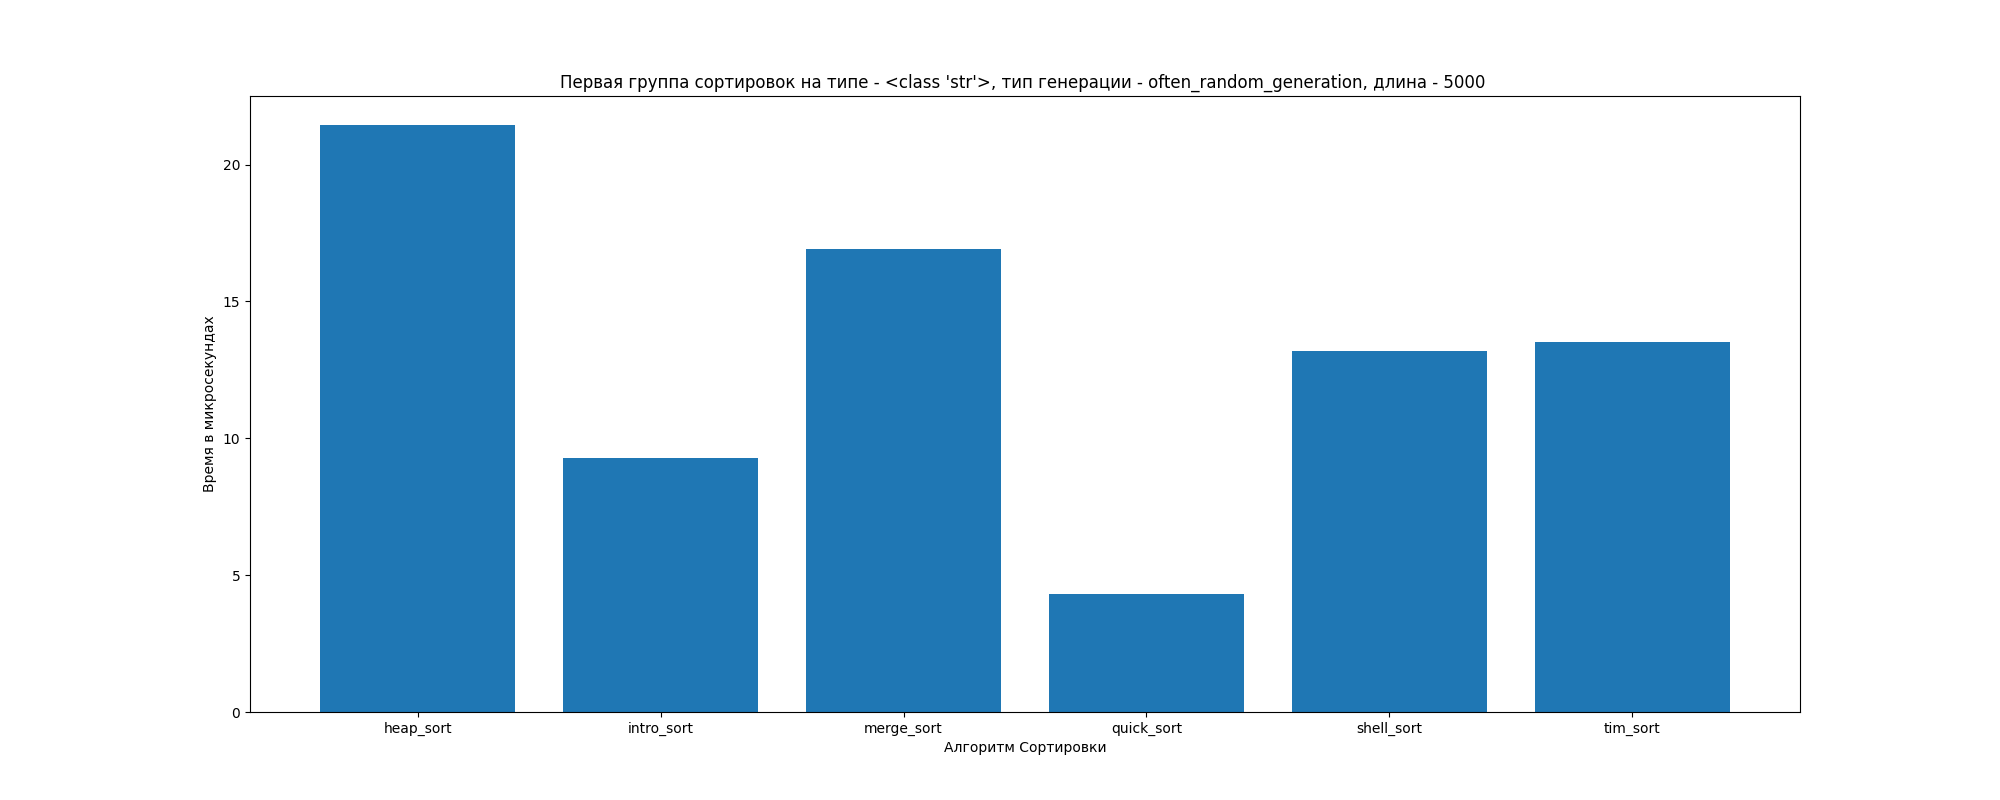 Первая группа сортировок на типе - <class 'str'>, тип генерации - often_random_generation, длина - 5000
Время в микросекундах
20
15
10
5
0
heap_sort
intro_sort
merge_sort
quick_sort
shell_sort
tim_sort
Алгоритм Сортировки